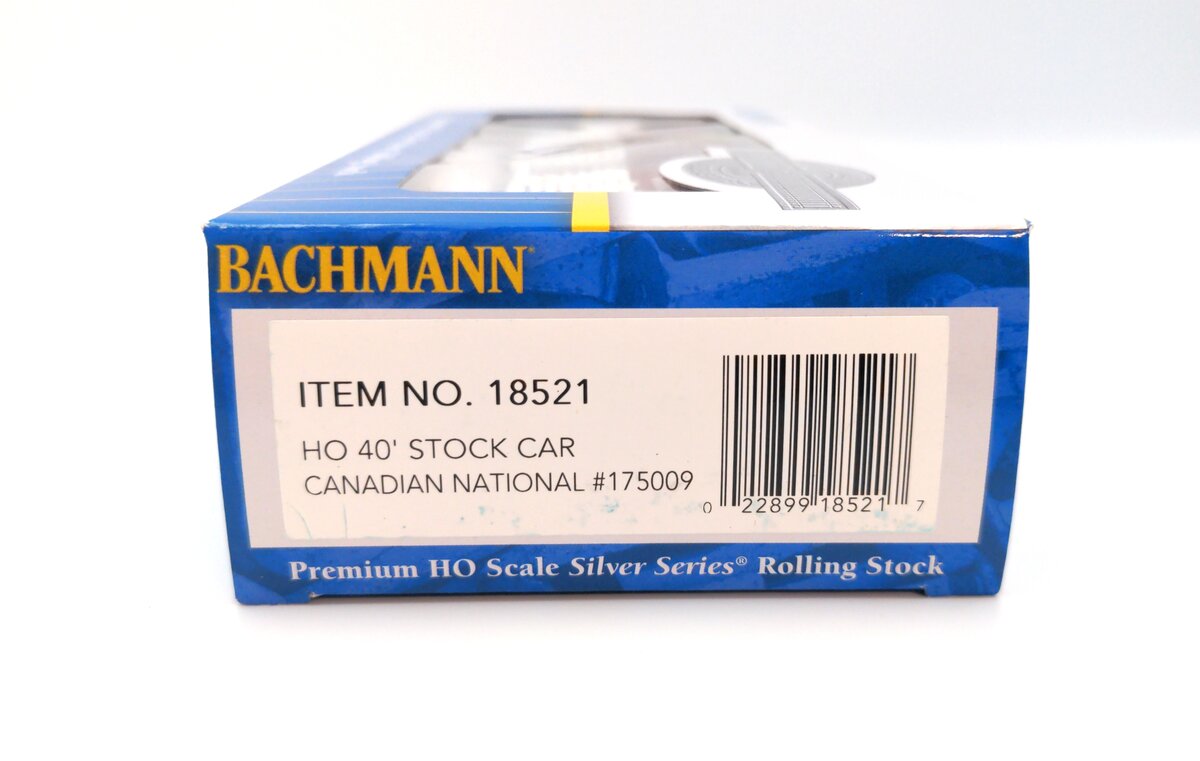 BACHMANN
ITEM NO. 18521
HO 40' STOCK CAR
CANADIAN NATIONAL #175009
0 22899 18521 7
Premium HO Scale Silver Series® Rolling Stock